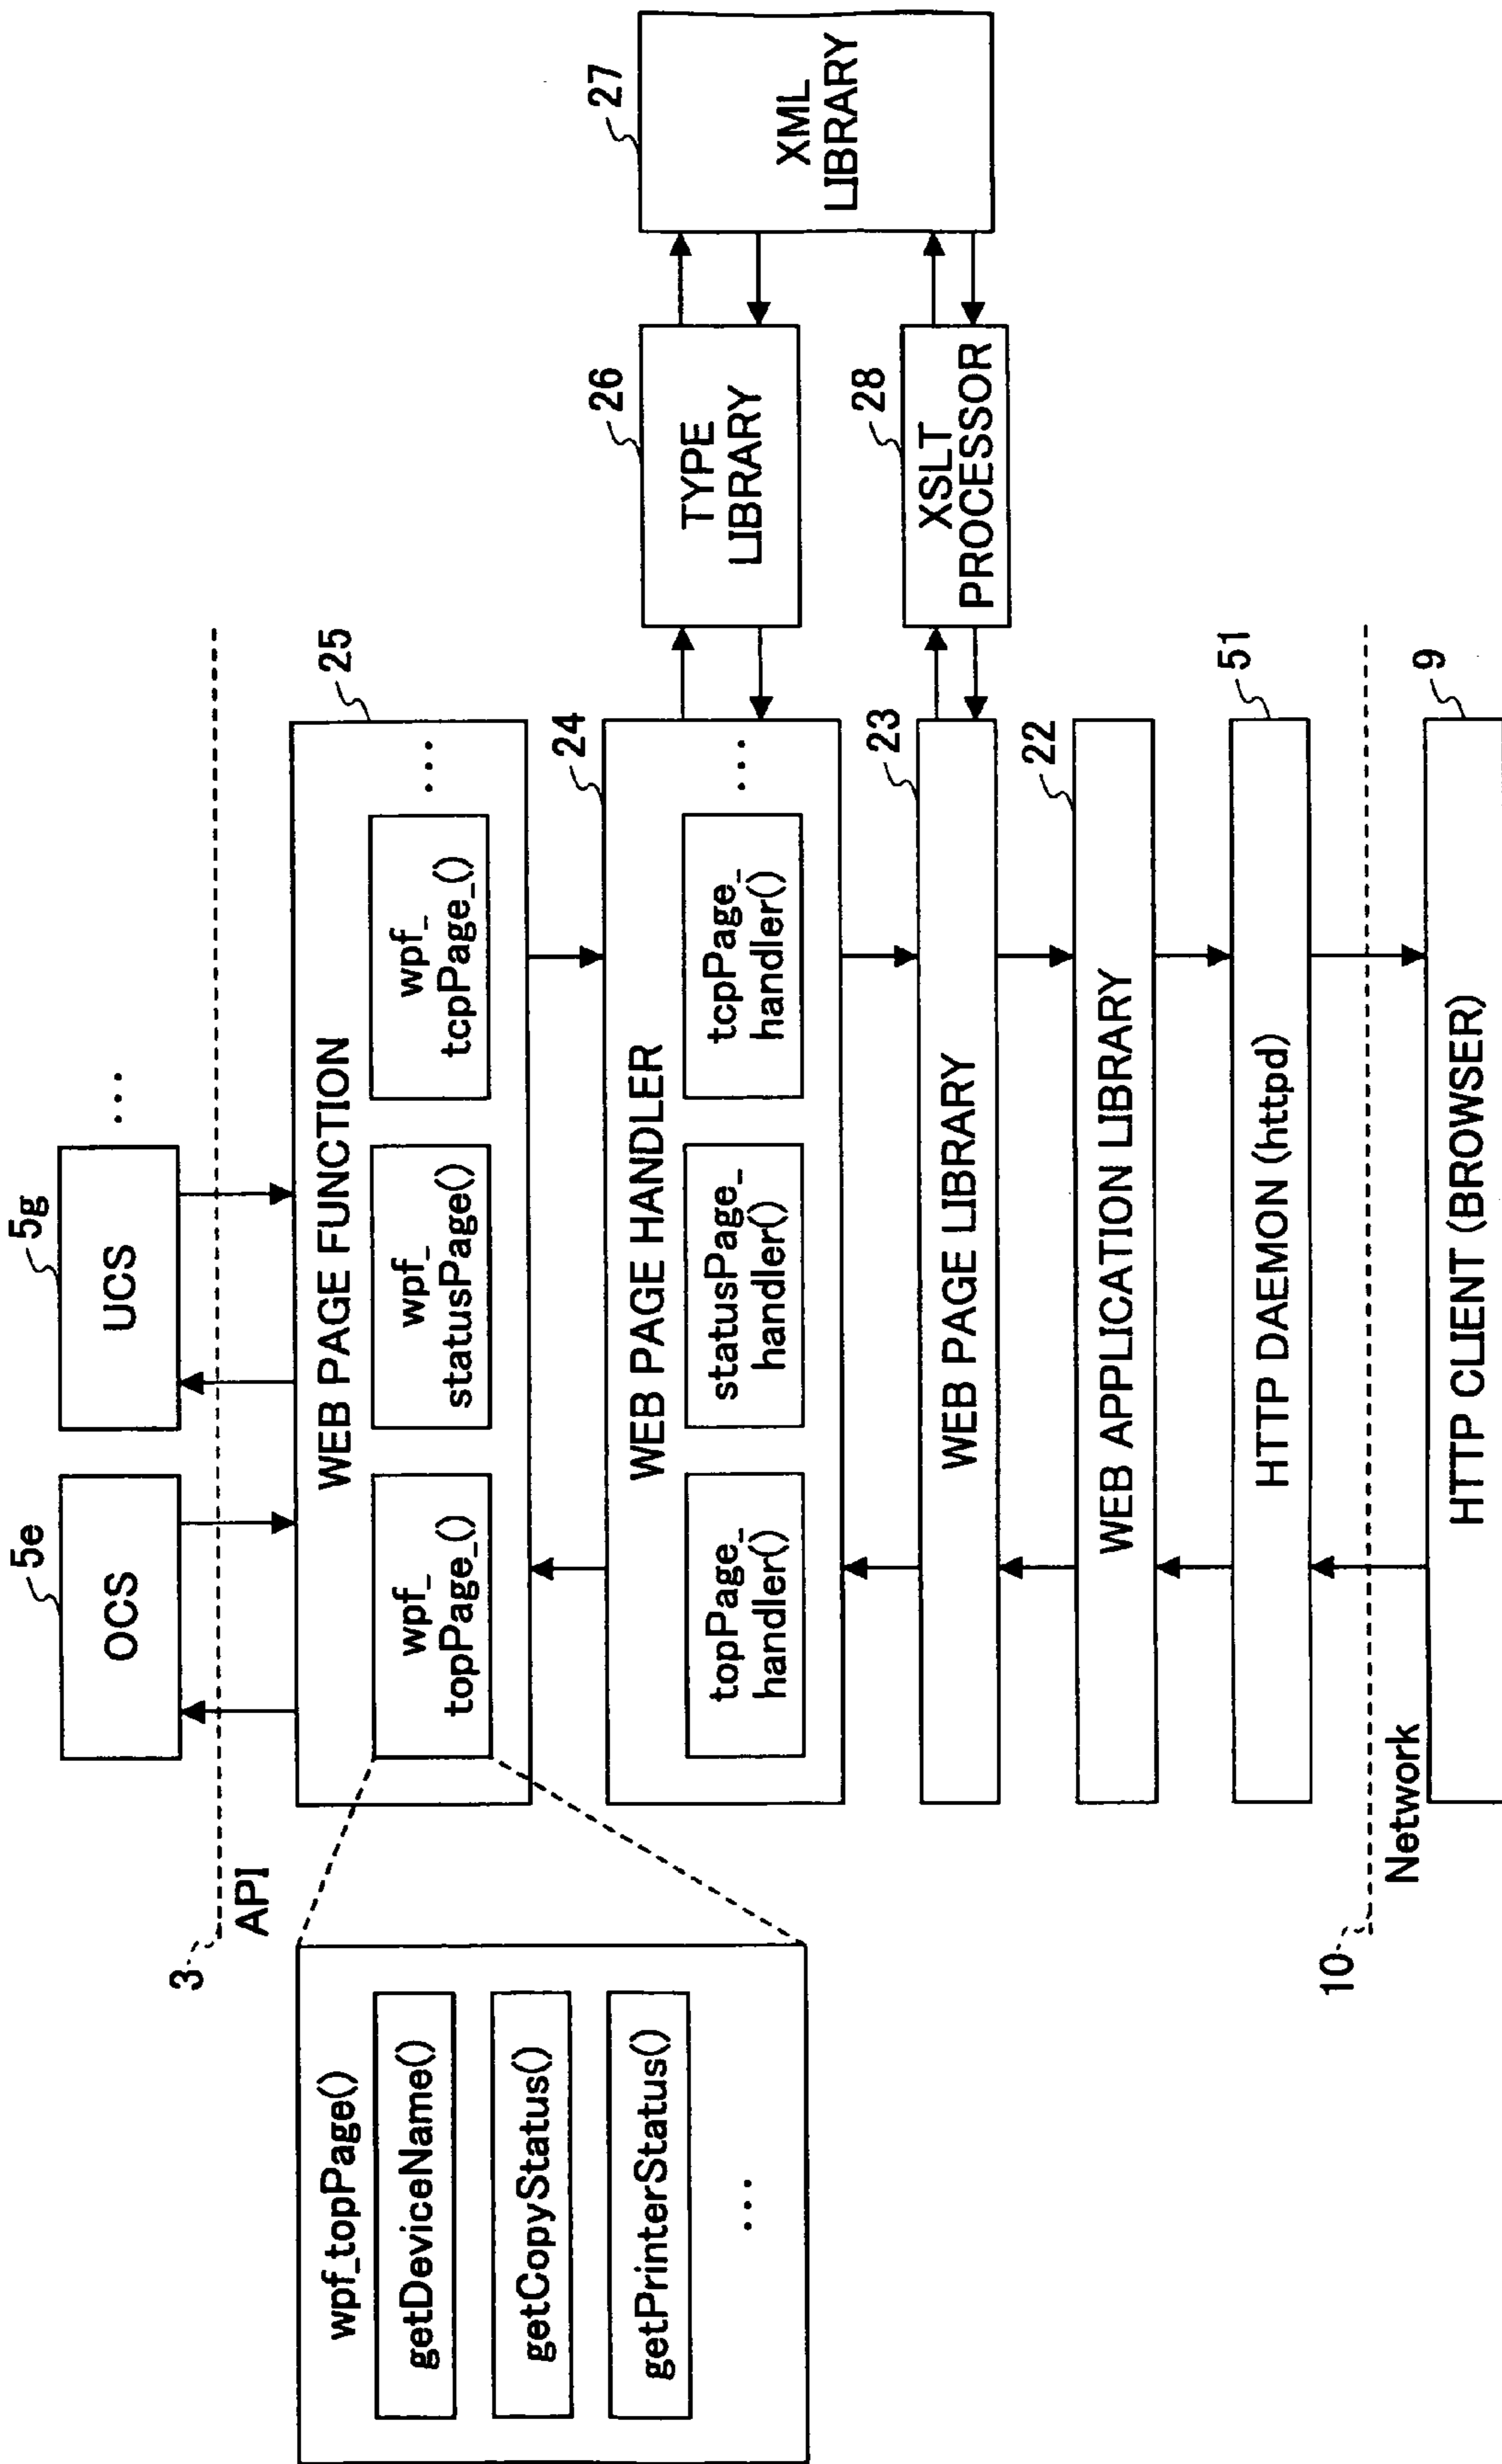 5e
OCS
5g
UCS
...
3
API
25
WEB PAGE FUNCTION
wpf_
topPage_()
wpf_
statusPage()
wpf_
tcpPage_()
...
wpf_topPage()
getDeviceName()
getCopyStatus()
getPrinterStatus()
...
24
WEB PAGE HANDLER
topPage_
handler()
statusPage_
handler()
tcpPage_
handler()
...
26
TYPE
LIBRARY
27
XML
LIBRARY
23
WEB PAGE LIBRARY
28
XSLT
PROCESSOR
22
WEB APPLICATION LIBRARY
51
HTTP DAEMON (httpd)
10
Network
9
HTTP CLIENT (BROWSER)